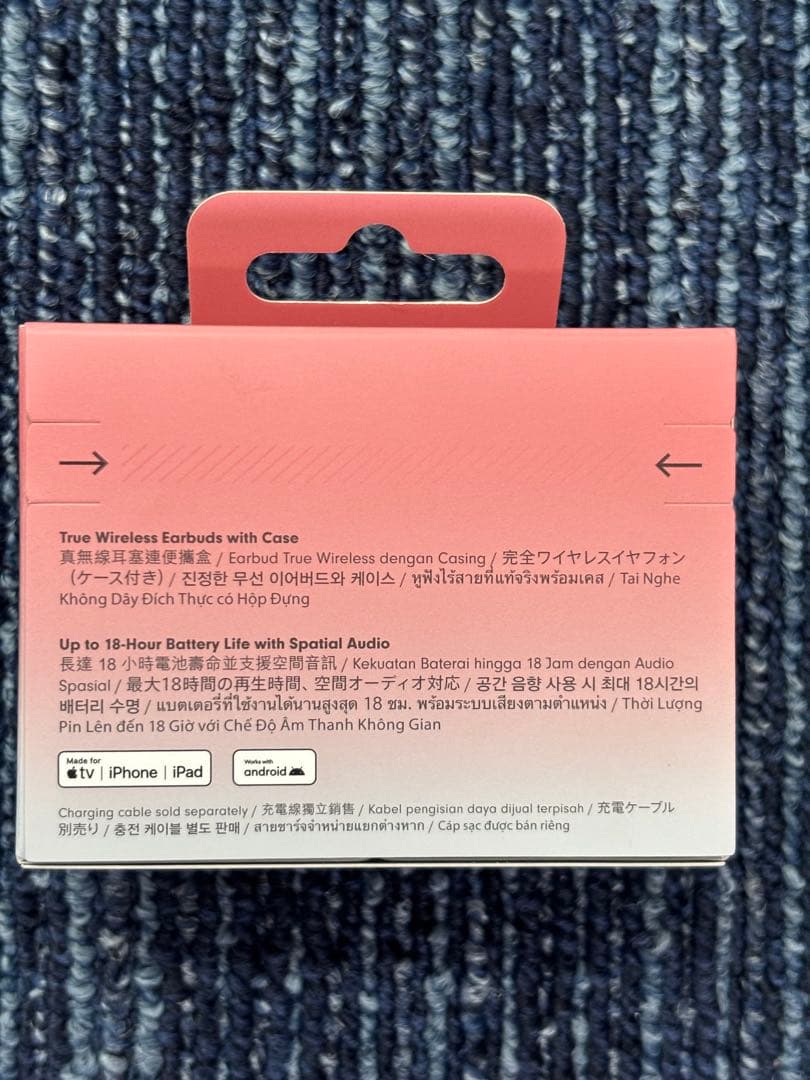 True Wireless Earbuds with Case
真無線耳塞連便攜盒 / Earbud True Wireless dengan Casing / 完全ワイヤレスイヤフォン
（ケース付き）/ 진정한 무선 이어버드와 케이스 / หูฟังไร้สายที่แท้จริงพร้อมเคส / Tai Nghe
Không Dây Đích Thực có Hộp Đựng
Up to 18-Hour Battery Life with Spatial Audio
長達 18 小時電池壽命並支援空間音訊 / Kekuatan Baterai hingga 18 Jam dengan Audio
Spasial / 最大18時間の再生時間、空間オーディオ対応 / 공간 음향 사용 시 최대 18시간의
배터리 수명 / แบตเตอรี่ที่ใช้งานได้นานสูงสุด 18 ชม. พร้อมระบบเสียงตามตำแหน่ง / Thời Lượng
Pin Lên đến 18 Giờ với Chế Độ Âm Thanh Không Gian
Made for
tv | iPhone | iPad
Works with
android
Charging cable sold separately / 充電線獨立銷售 / Kabel pengisian daya dijual terpisah / 充電ケーブル
別売り / 충전 케이블 별도 판매 / สายชาร์จจำหน่ายแยกต่างหาก / Cáp sạc được bán riêng